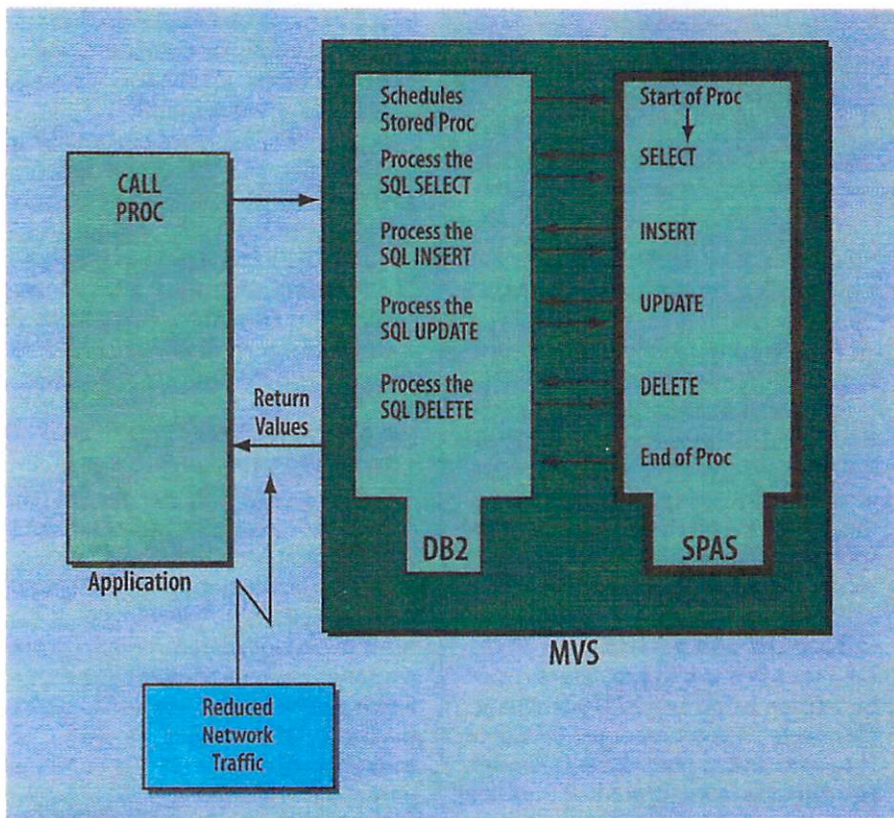 CALL
PROC
Application
Return
Values
Reduced
Network
Traffic
Schedules
Stored Proc
Process the
SQL SELECT
Process the
SQL INSERT
Process the
SQL UPDATE
Process the
SQL DELETE
DB2
Start of Proc
SELECT
INSERT
UPDATE
DELETE
End of Proc
SPAS
MVS